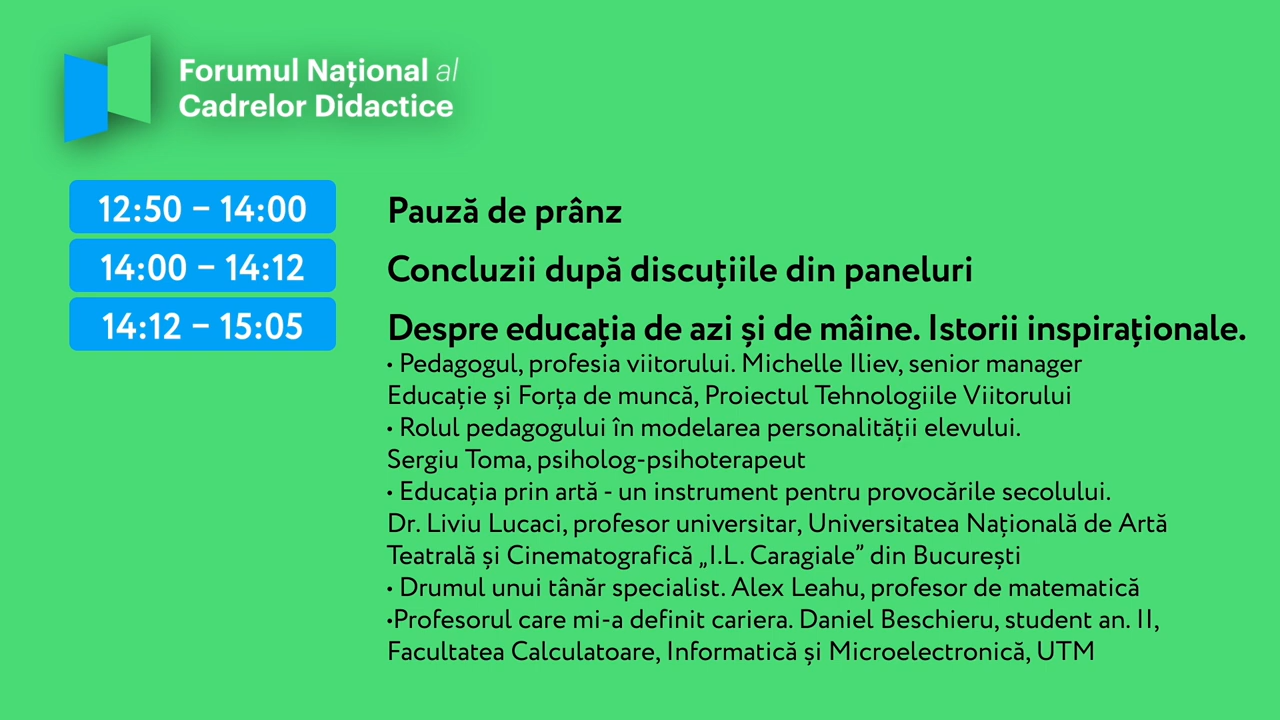 Forumul Național al
Cadrelor Didactice
12:50 – 14:00
Pauză de prânz
14:00 – 14:12
Concluzii după discuțiile din paneluri
14:12 – 15:05
Despre educația de azi și de mâine. Istorii inspiraționale.
• Pedagogul, profesia viitorului. Michelle Iliev, senior manager
Educație și Forța de muncă, Proiectul Tehnologiile Viitorului
• Rolul pedagogului în modelarea personalității elevului.
Sergiu Toma, psiholog-psihoterapeut
• Educația prin artă - un instrument pentru provocările secolului.
Dr. Liviu Lucaci, profesor universitar, Universitatea Națională de Artă
Teatrală și Cinematografică „I.L. Caragiale” din București
• Drumul unui tânăr specialist. Alex Leahu, profesor de matematică
•Profesorul care mi-a definit cariera. Daniel Beschieru, student an. II,
Facultatea Calculatoare, Informatică și Microelectronică, UTM